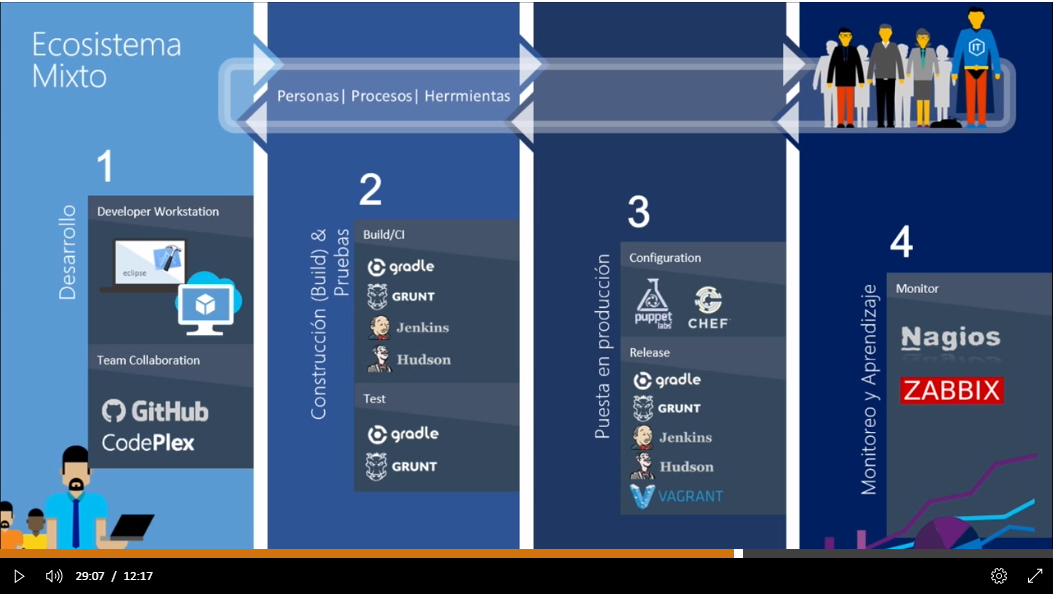 Ecosistema
Mixto
Personas| Procesos| Herrmientas
IT
1
Desarrollo
Developer Workstation
eclipse
Team Collaboration
GitHub
CodePlex
2
Construcción (Build) &
Pruebas
Build/CI
gradle
GRUNT
Jenkins
Hudson
Test
gradle
GRUNT
3
Puesta en producción
Configuration
puppet
labs
CHEF
Release
gradle
GRUNT
Jenkins
Hudson
VAGRANT
4
Monitoreo y Aprendizaje
Monitor
Nagios
ZABBIX
29:07 / 12:17